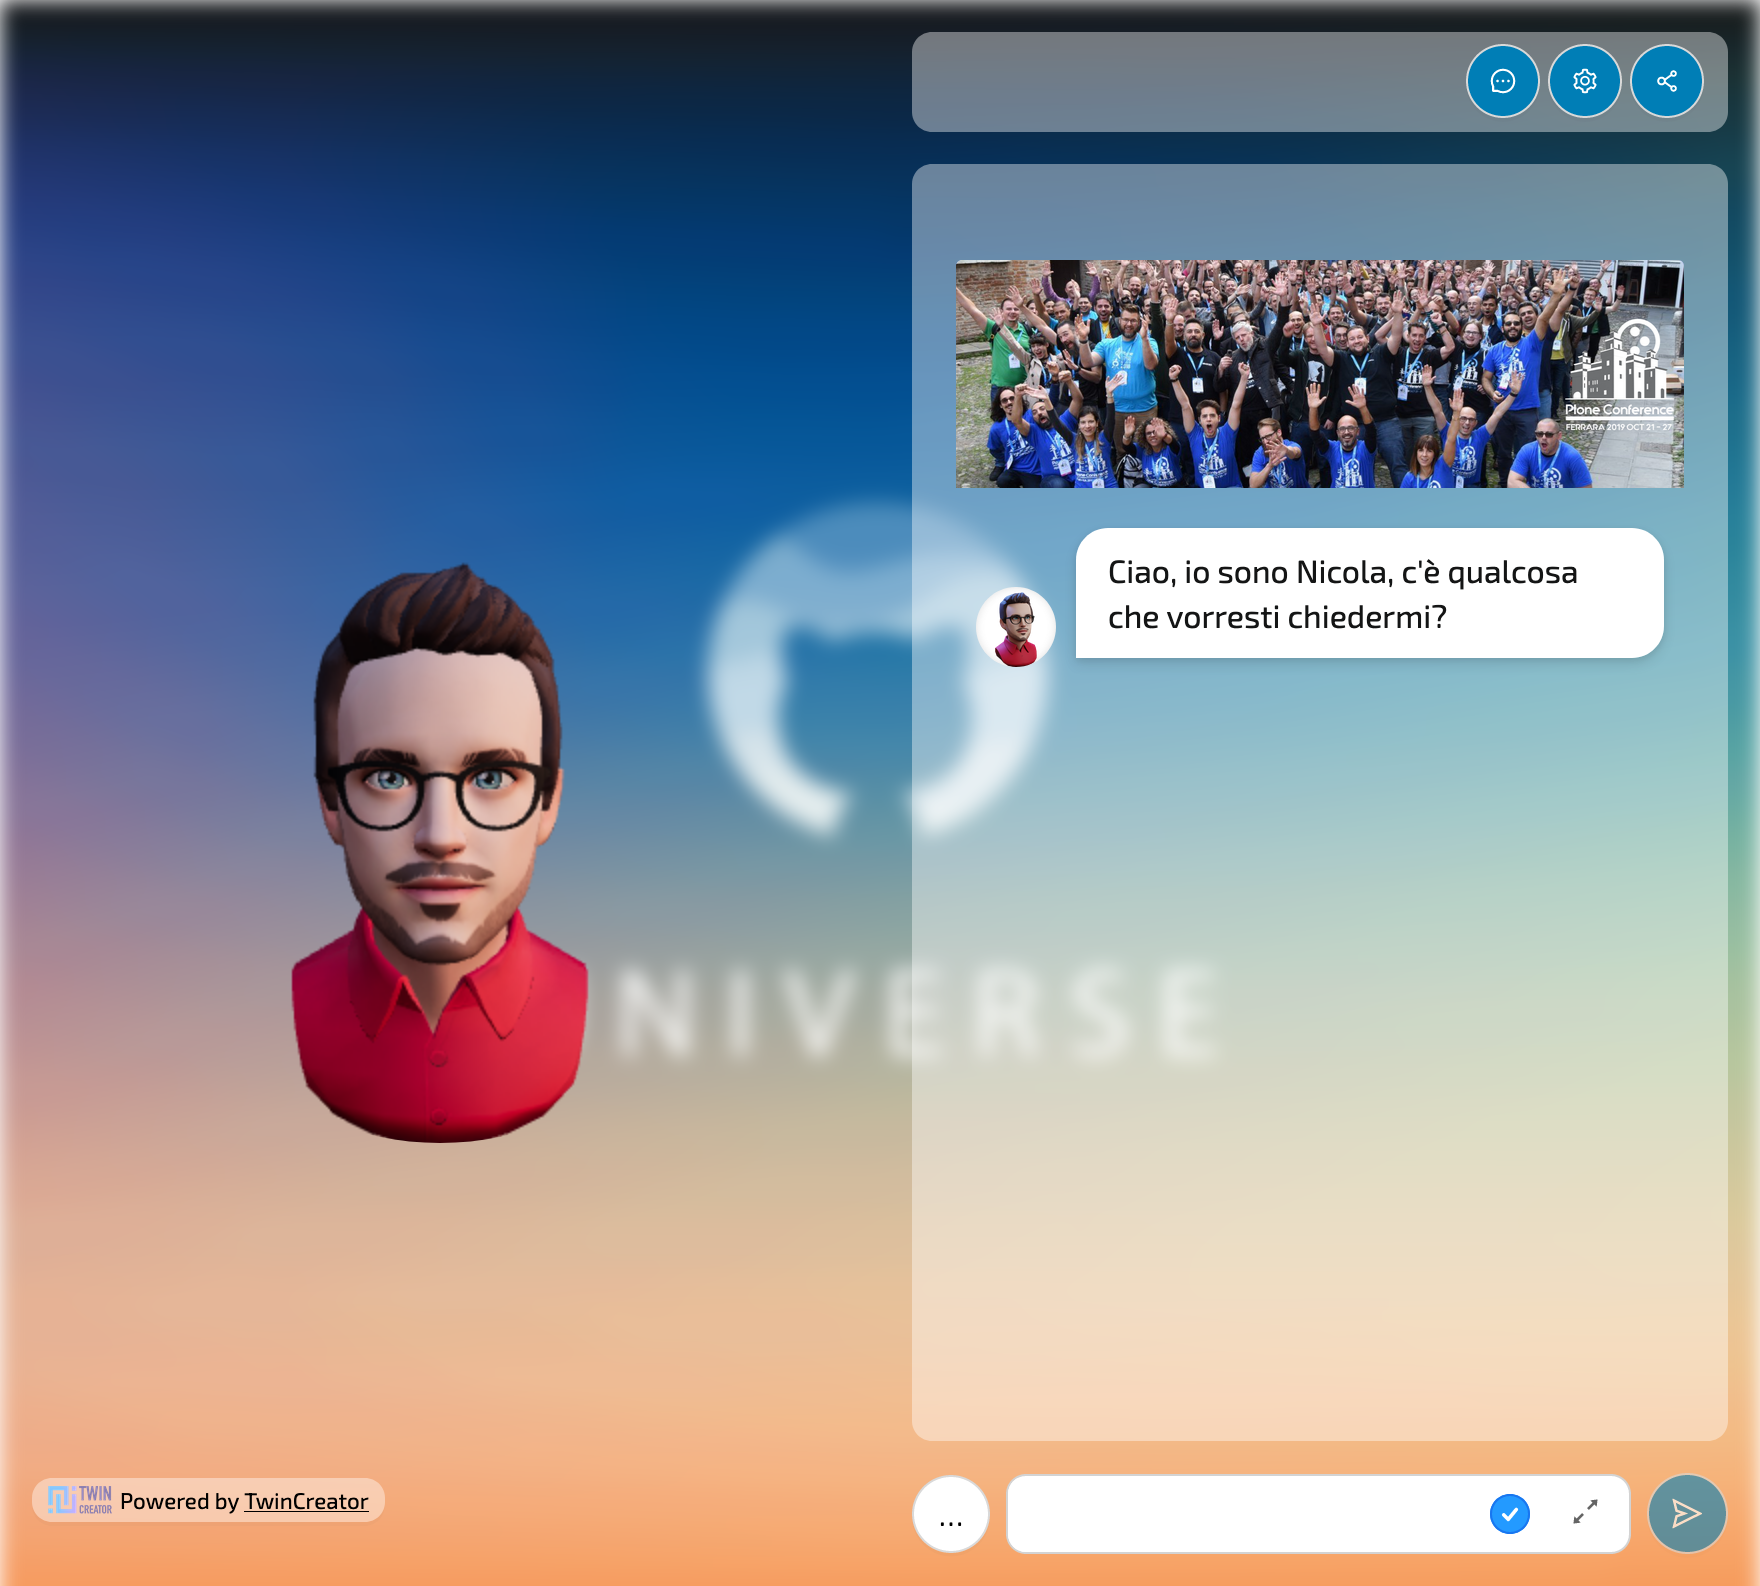 Plone Conference
FERRARA 2019 OCT 21 - 27
Ciao, io sono Nicola, c'è qualcosa
che vorresti chiedermi?
NIVERSE
TWIN
CREATOR
Powered by TwinCreator
...